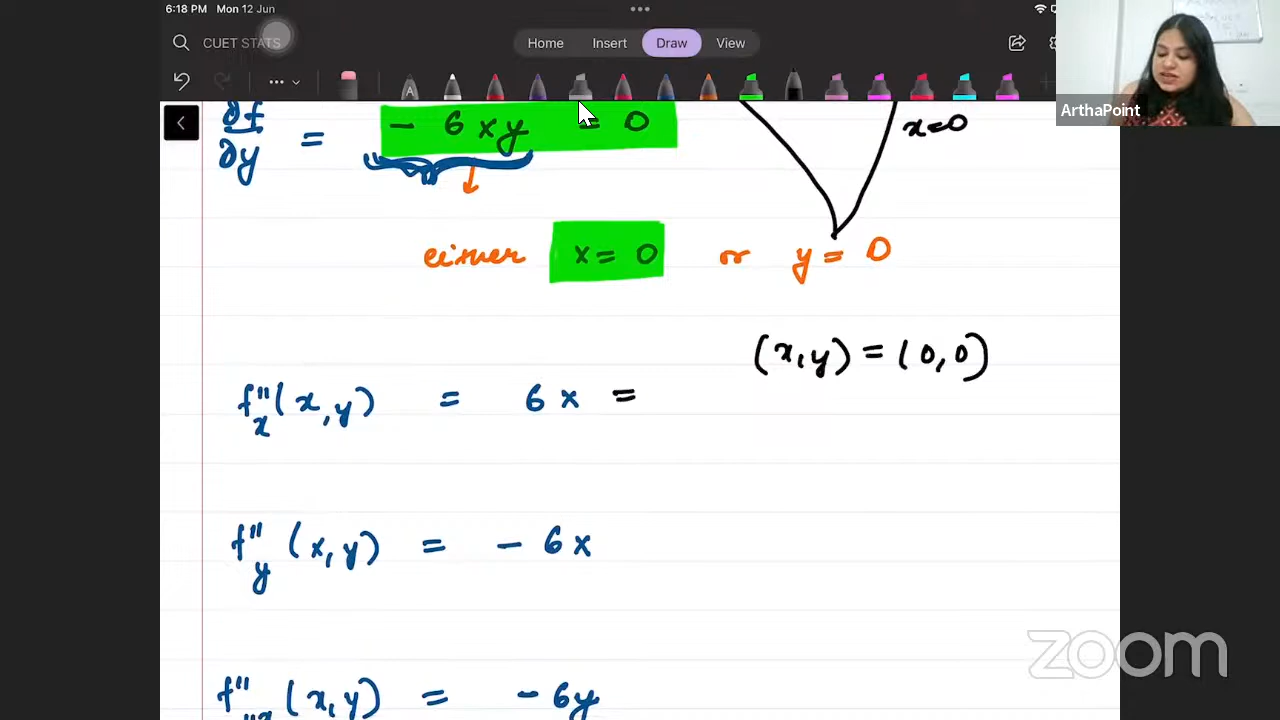 6:18 PM Mon 12 Jun
CUET STATS
Home Insert Draw View
ArthaPoint
∂f/∂y = - 6xy = 0
x=0
either x = 0 or y = 0
(x,y) = (0,0)
f''x(x,y) = 6x =
f''y (x,y) = - 6x
f'' (x,y) = - 6y
zoom